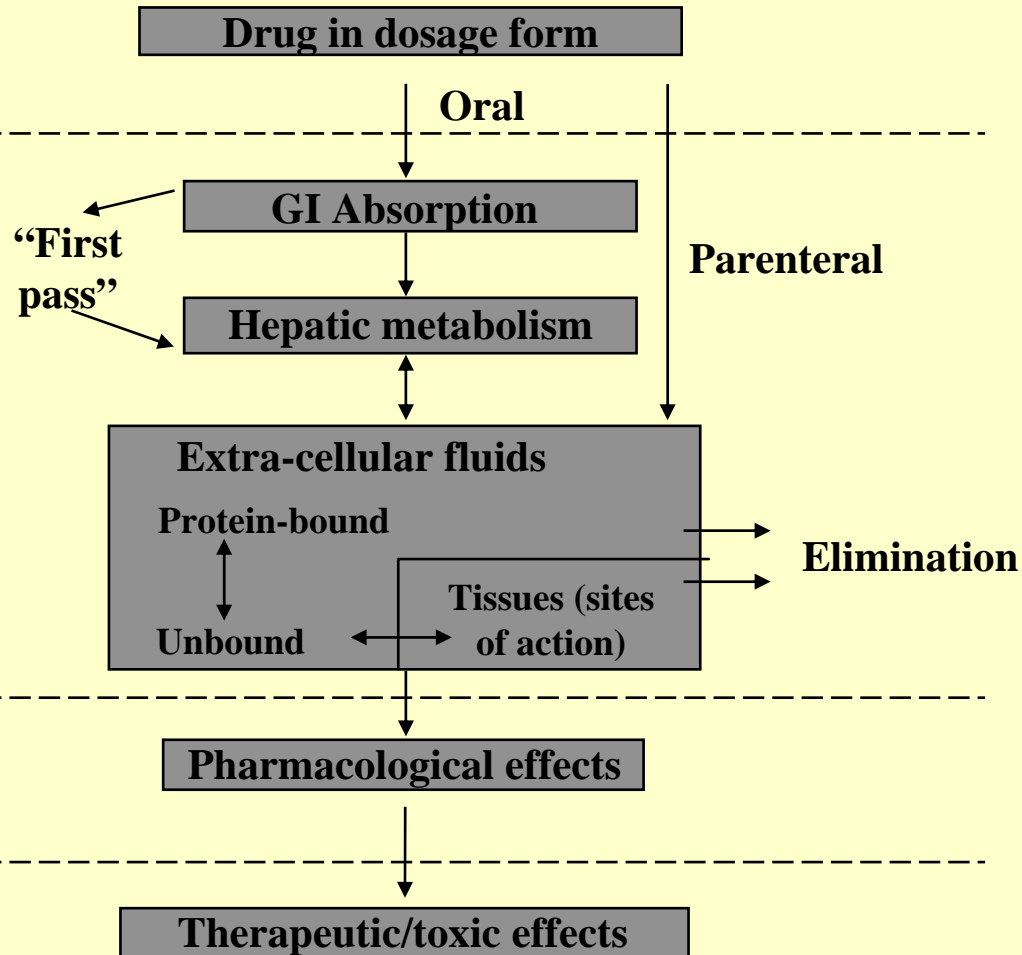 Drug in dosage form
Oral
GI Absorption
“First
pass”
Parenteral
Hepatic metabolism
Extra-cellular fluids
Protein-bound
Elimination
Tissues (sites
of action)
Unbound
Pharmacological effects
Therapeutic/toxic effects